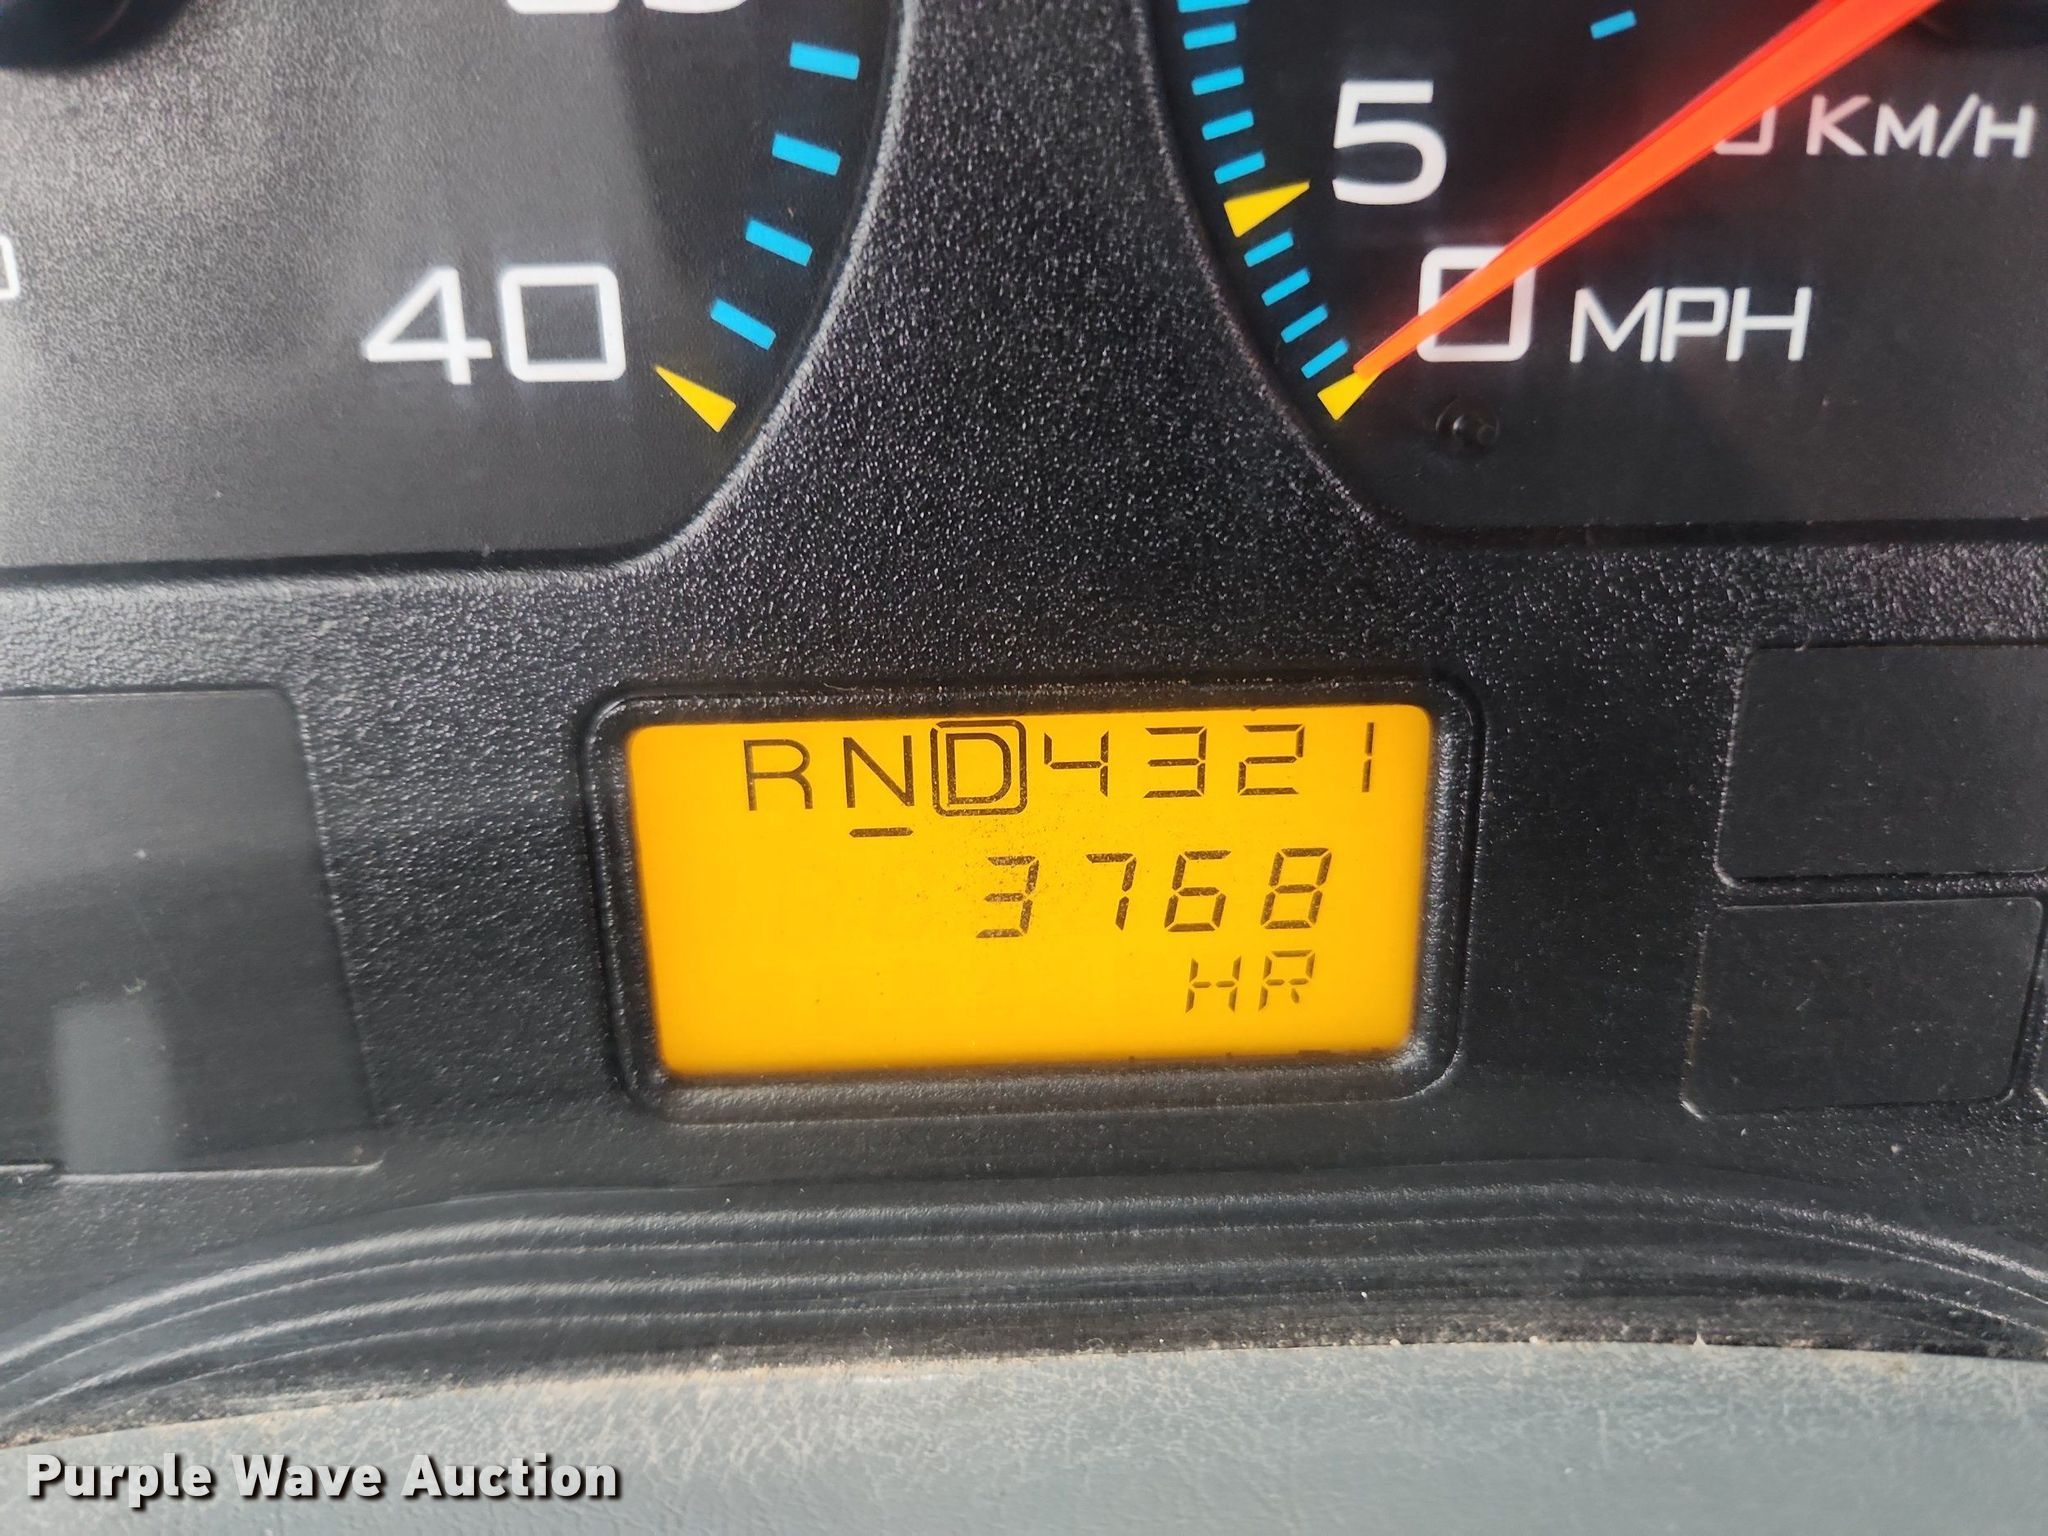 5
KM/H
40
0 MPH
RND4321
3768
HR
Purple Wave Auction